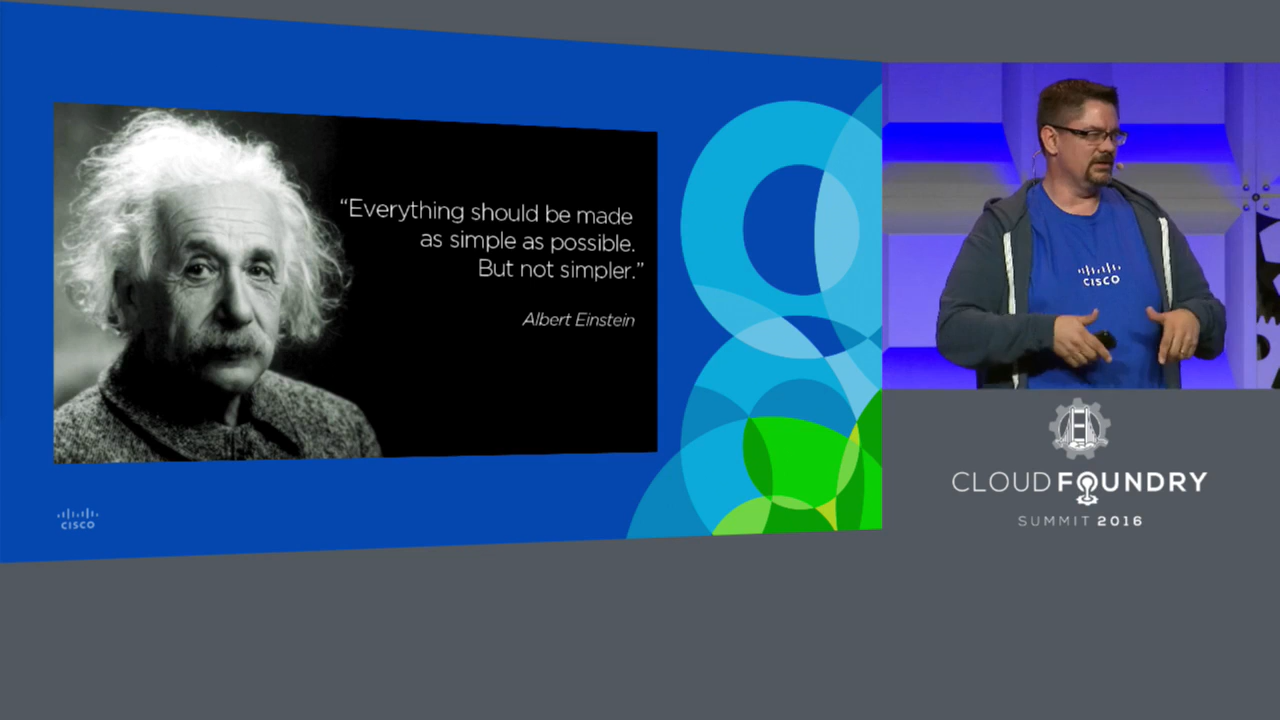 “Everything should be made
as simple as possible.
But not simpler.”
Albert Einstein
CISCO
CISCO
CLOUD FOUNDRY
SUMMIT 2016